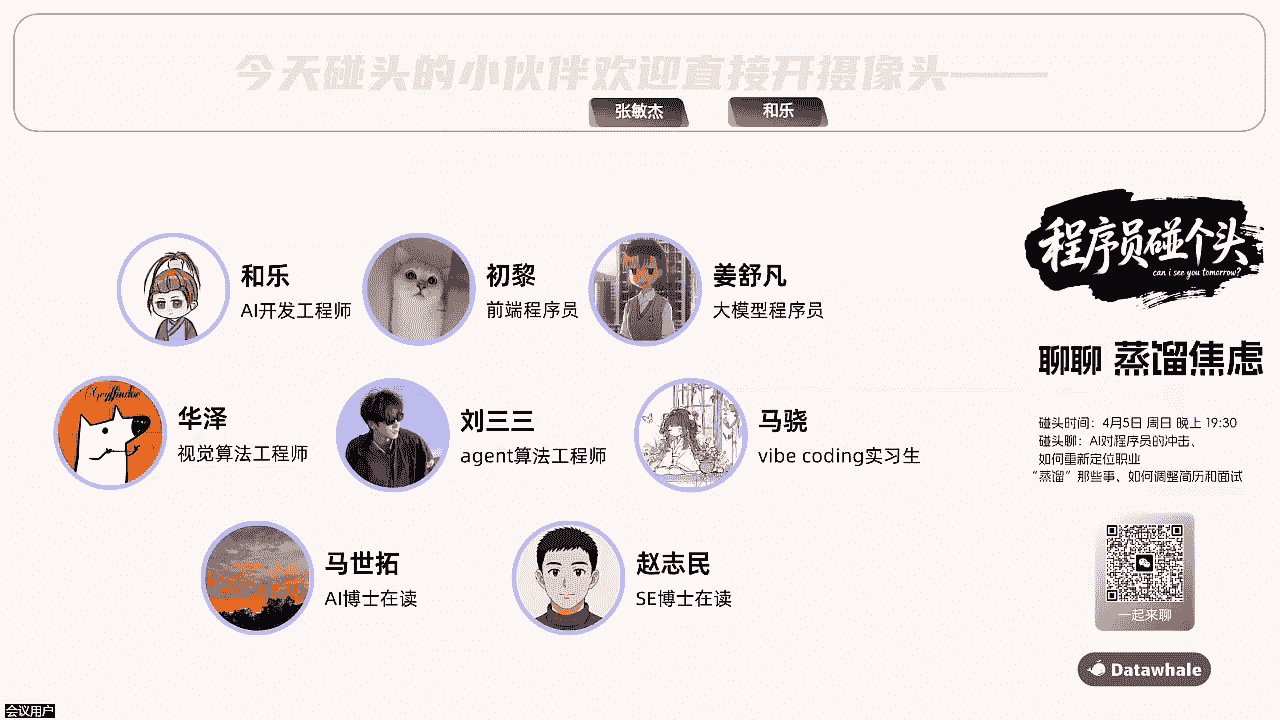 今天碰头的小伙伴欢迎直接开摄像头——
张敏杰
和乐
程序员碰个头
can i see you tomorrow?
和乐
AI开发工程师
初黎
前端程序员
姜舒凡
大模型程序员
聊聊 蒸馏焦虑
Gryffindor
华泽
视觉算法工程师
刘三三
agent算法工程师
马骁
vibe coding实习生
碰头时间：4月5日 周日 晚上 19:30
碰头聊：AI对程序员的冲击、
如何重新定位职业
“蒸馏”那些事、如何调整简历和面试
马世拓
AI博士在读
赵志民
SE博士在读
一起来聊
Datawhale
会议用户